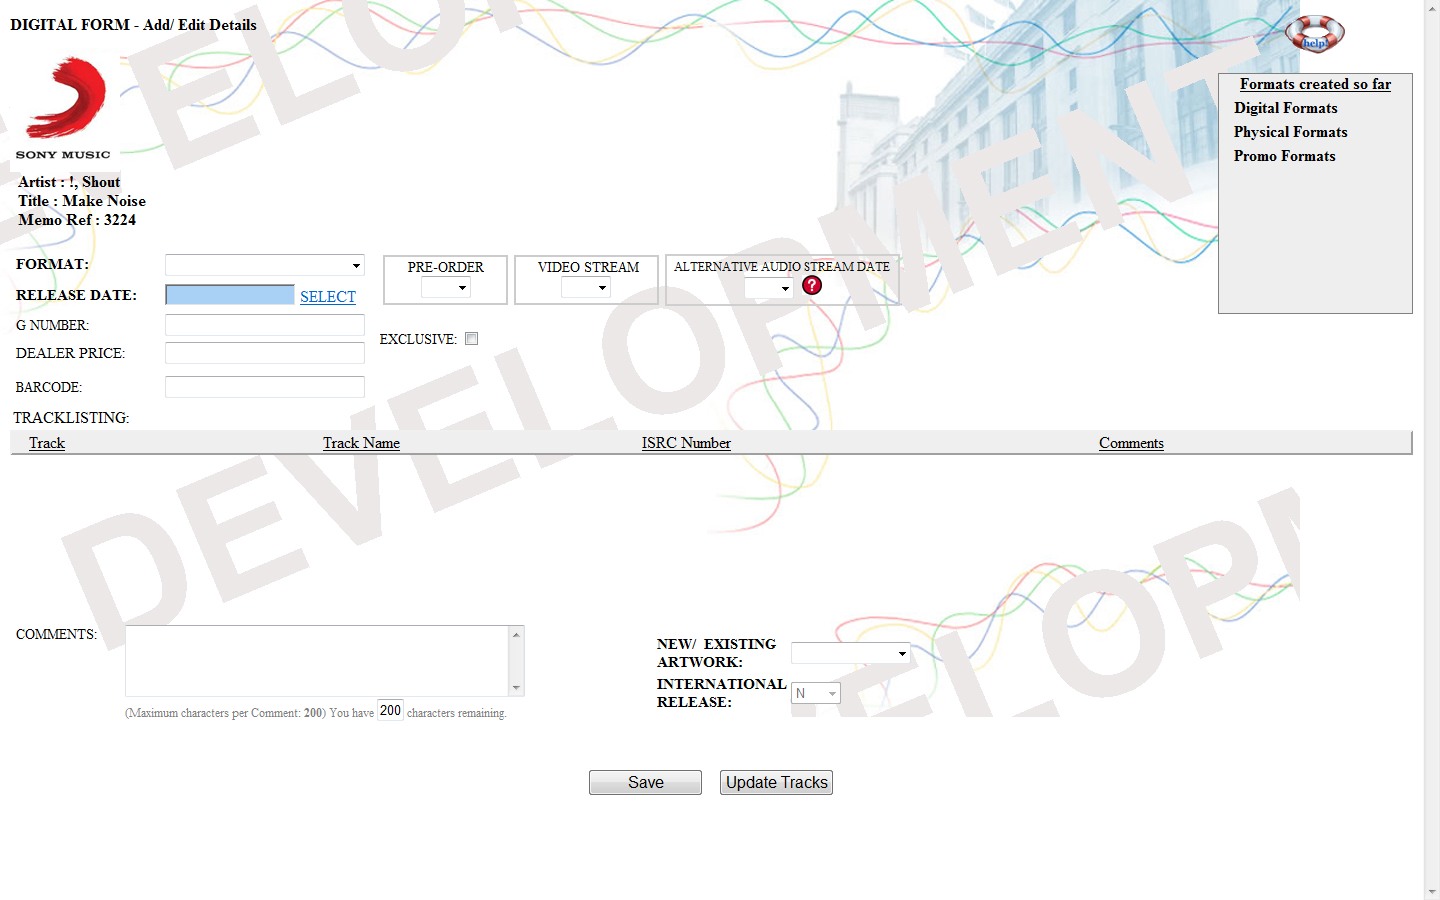 DIGITAL FORM - Add/ Edit Details
help!
SONY MUSIC
Formats created so far
Digital Formats
Physical Formats
Promo Formats
Artist : !, Shout
Title : Make Noise
Memo Ref : 3224
FORMAT:
PRE-ORDER
VIDEO STREAM
ALTERNATIVE AUDIO STREAM DATE
?
RELEASE DATE:
SELECT
G NUMBER:
EXCLUSIVE:
DEALER PRICE:
BARCODE:
TRACKLISTING:
Track Track Name ISRC Number Comments
DEVELOPMENT
ELOPM
ELOPM
COMMENTS:
(Maximum characters per Comment: 200) You have 200 characters remaining.
NEW/ EXISTING
ARTWORK:
INTERNATIONAL
RELEASE:
N
Save Update Tracks